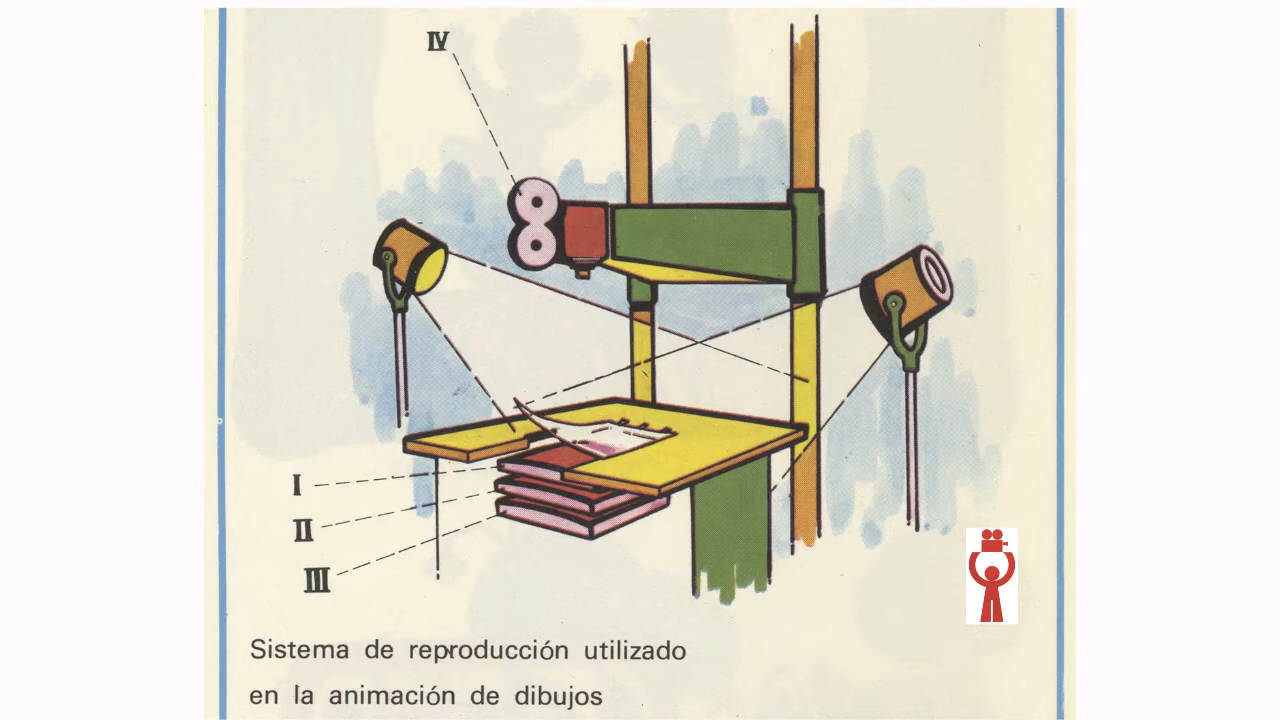 IV
I
II
III
Sistema de reproducción utilizado
en la animación de dibujos